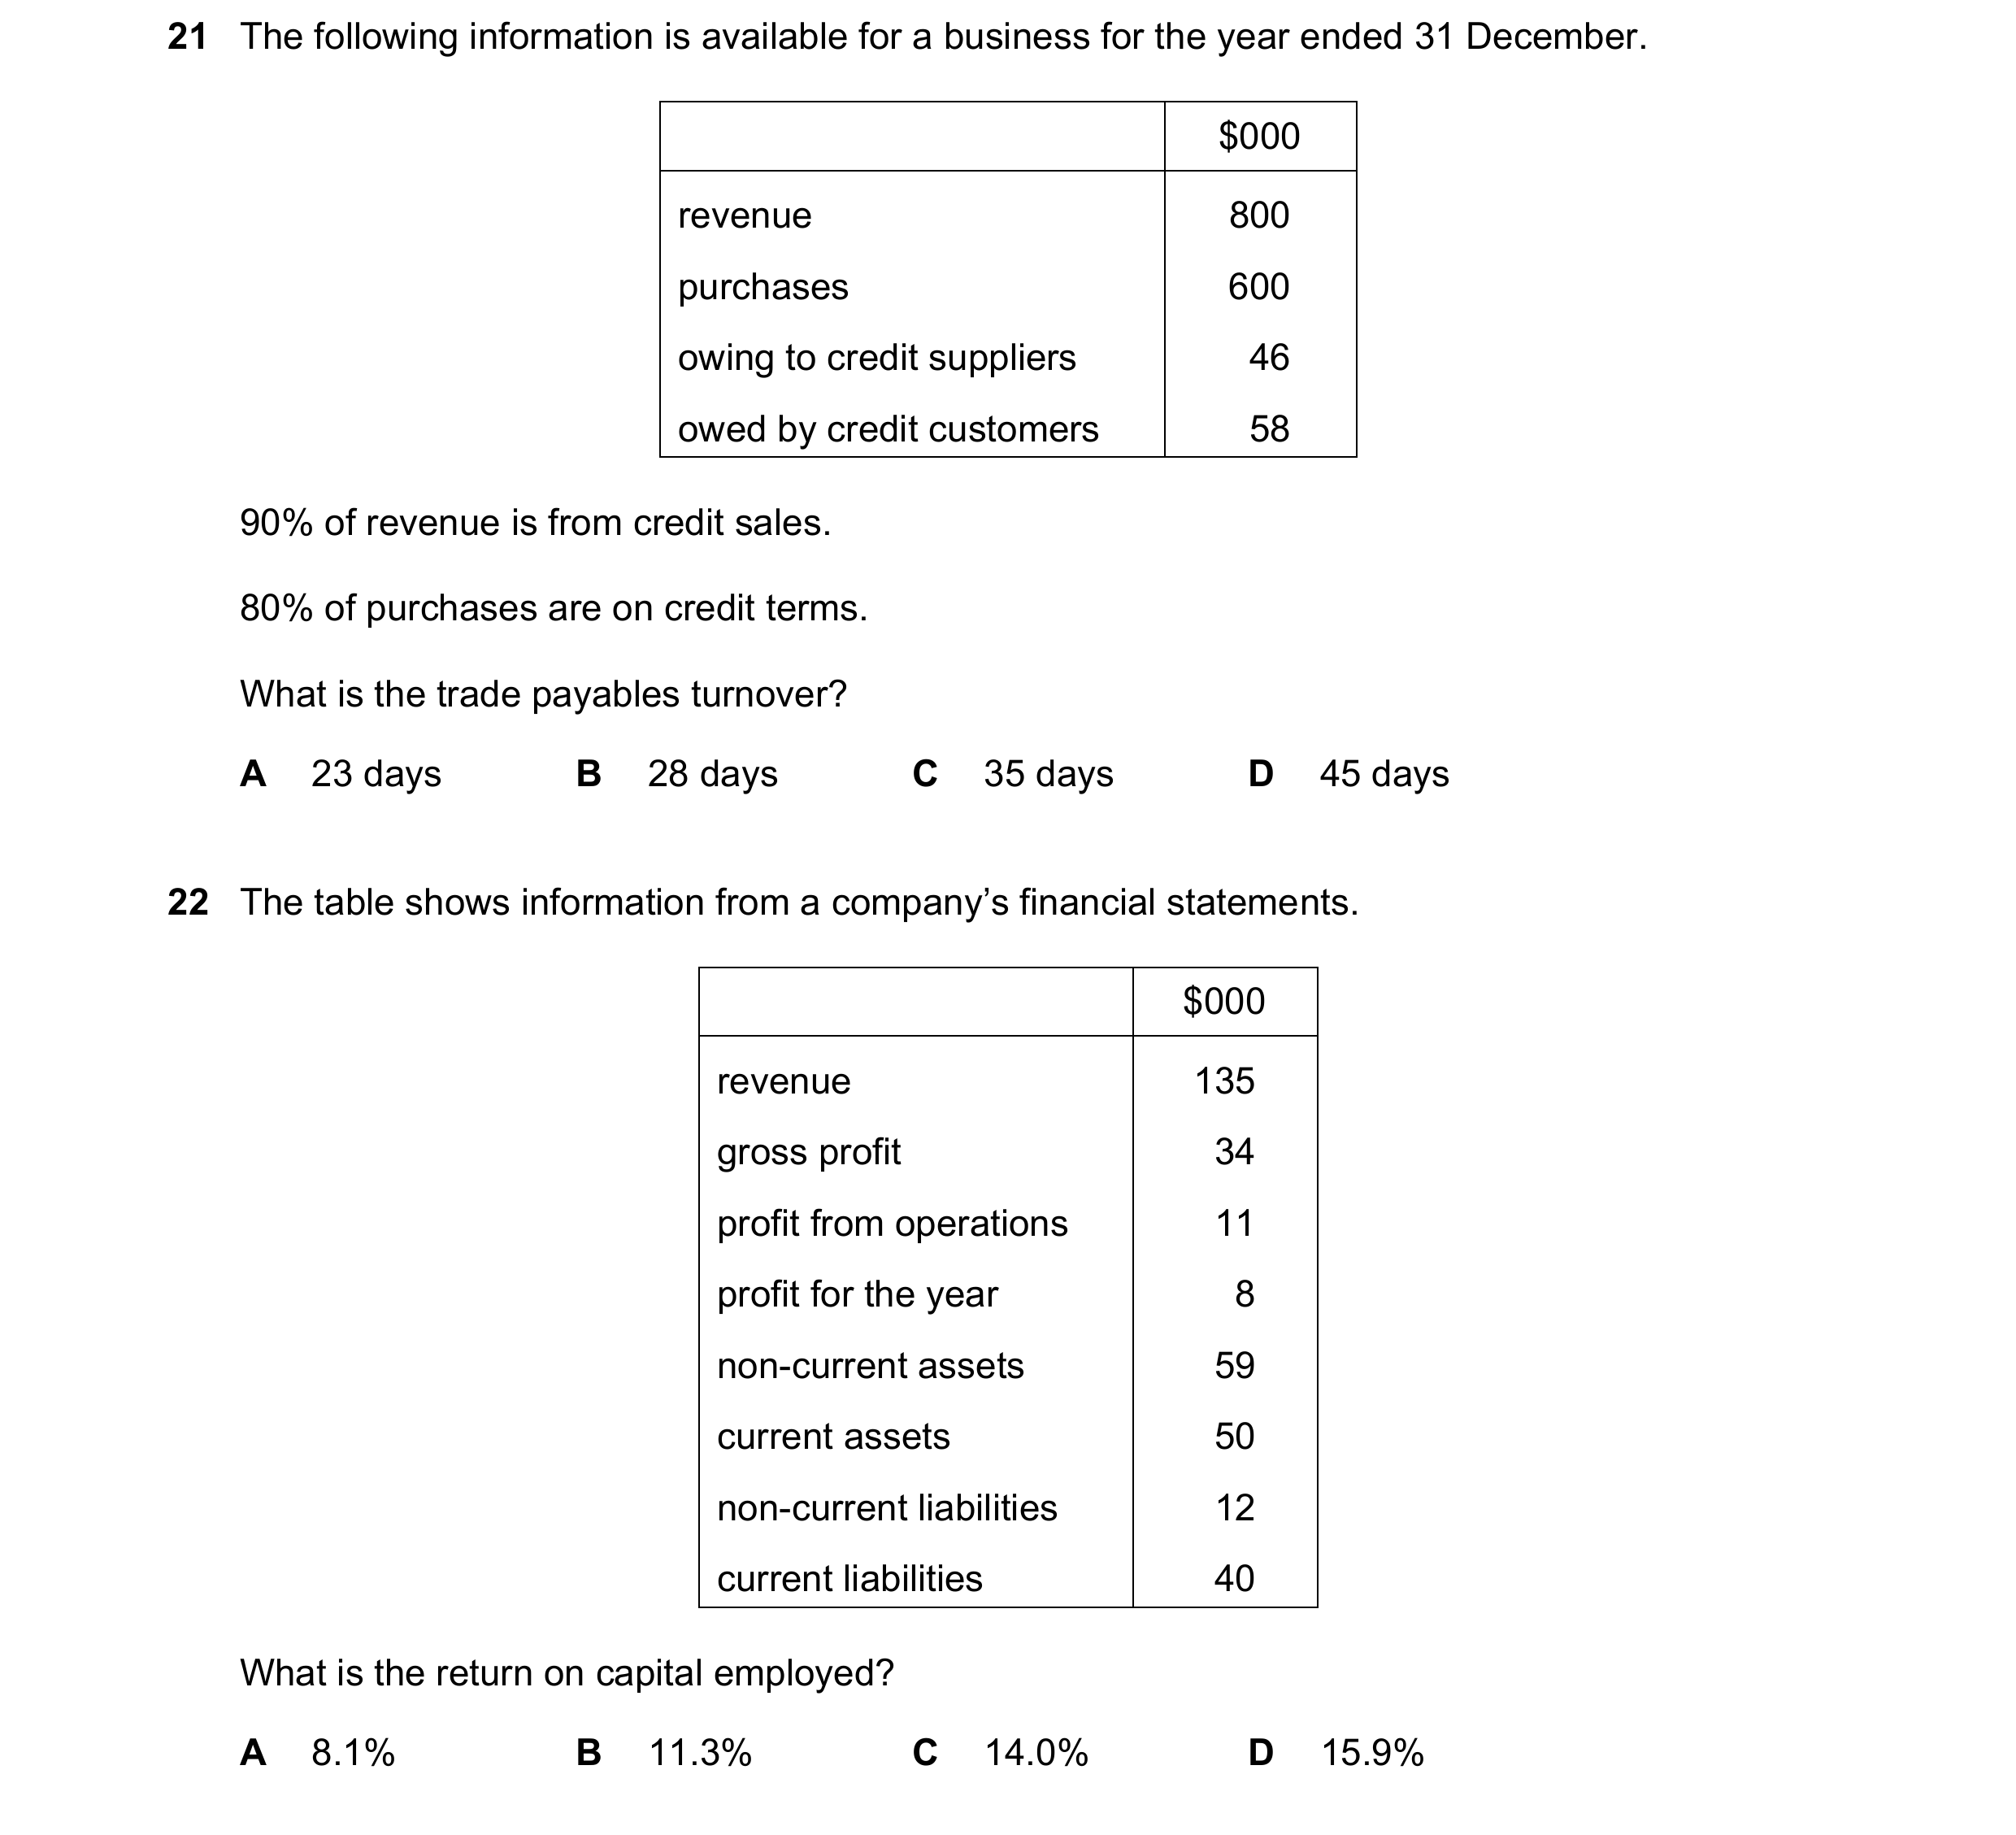 21 The following information is available for a business for the year ended 31 December.
$000
revenue 800
purchases 600
owing to credit suppliers 46
owed by credit customers 58
90% of revenue is from credit sales.
80% of purchases are on credit terms.
What is the trade payables turnover?
A 23 days B 28 days C 35 days D 45 days
22 The table shows information from a company’s financial statements.
$000
revenue 135
gross profit 34
profit from operations 11
profit for the year 8
non-current assets 59
current assets 50
non-current liabilities 12
current liabilities 40
What is the return on capital employed?
A 8.1% B 11.3% C 14.0% D 15.9%